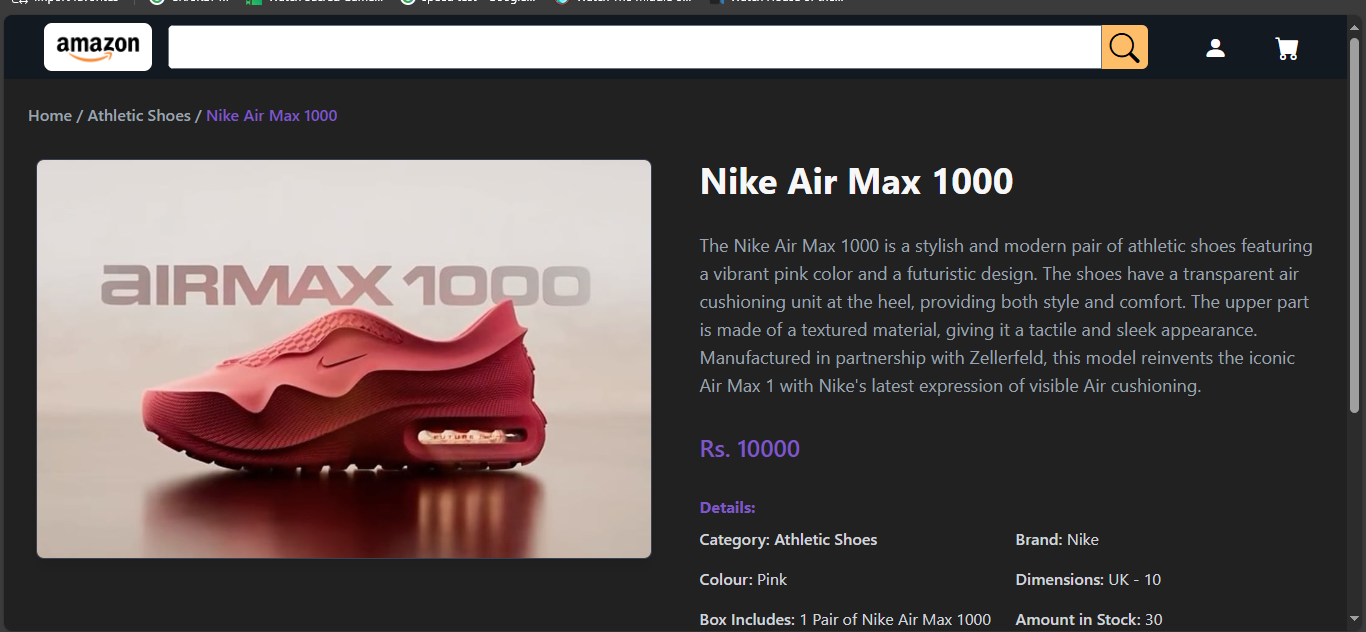 amazon
Home / Athletic Shoes / Nike Air Max 1000
AIRMAX 1000
Nike Air Max 1000
The Nike Air Max 1000 is a stylish and modern pair of athletic shoes featuring
a vibrant pink color and a futuristic design. The shoes have a transparent air
cushioning unit at the heel, providing both style and comfort. The upper part
is made of a textured material, giving it a tactile and sleek appearance.
Manufactured in partnership with Zellerfeld, this model reinvents the iconic
Air Max 1 with Nike's latest expression of visible Air cushioning.
Rs. 10000
Details:
Category: Athletic Shoes
Brand: Nike
Colour: Pink
Dimensions: UK - 10
Box Includes: 1 Pair of Nike Air Max 1000
Amount in Stock: 30